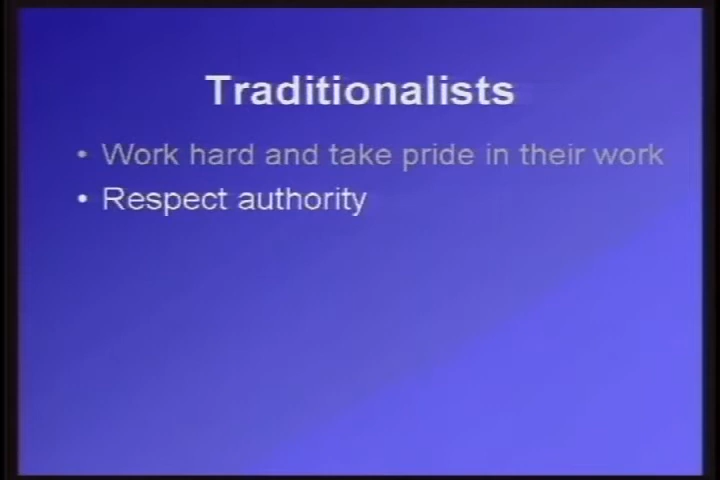 Traditionalists
• Work hard and take pride in their work
• Respect authority